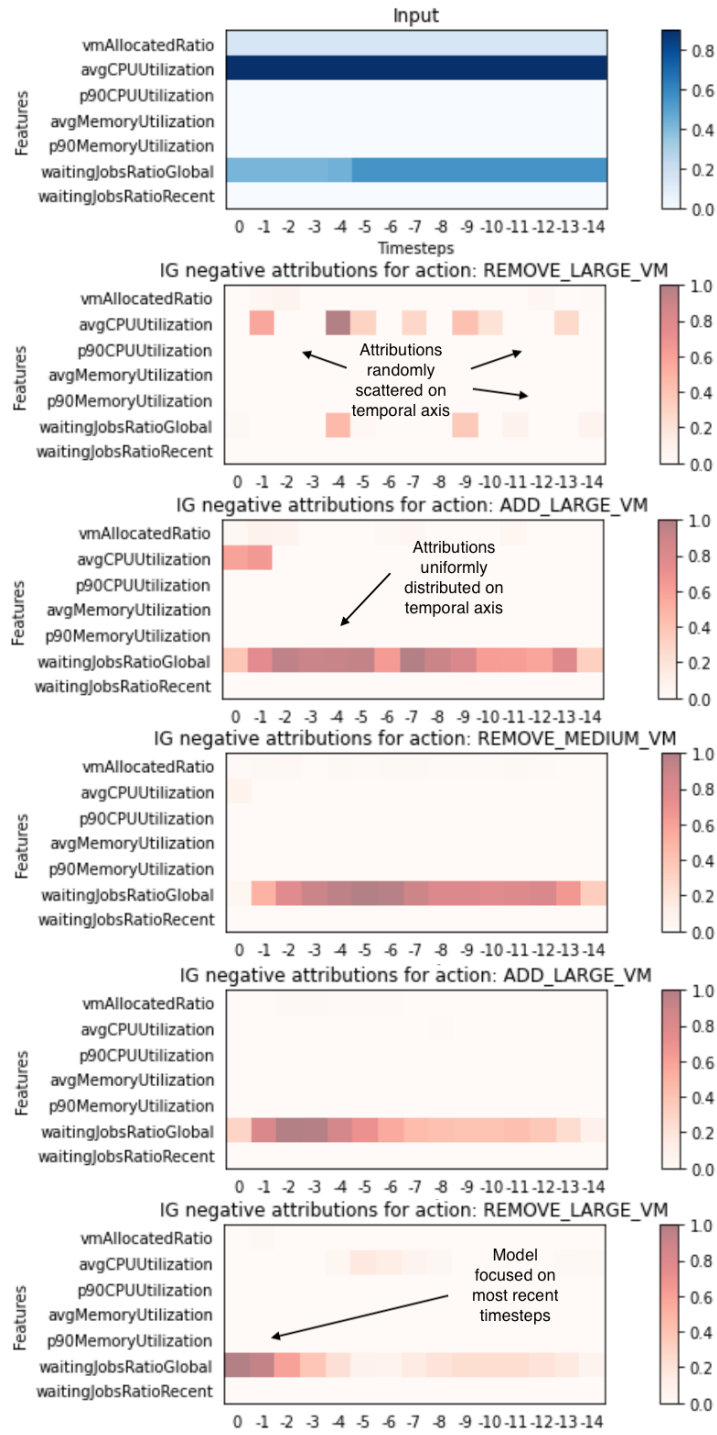 Input
vmAllocatedRatio
avgCPUUtilization
p90CPUUtilization
avgMemoryUtilization
p90MemoryUtilization
waitingJobsRatioGlobal
waitingJobsRatioRecent
Features
0.8
0.6
0.4
0.2
0.0
0 -1 -2 -3 -4 -5 -6 -7 -8 -9 -10 -11 -12 -13 -14
Timesteps
IG negative attributions for action: REMOVE_LARGE_VM
vmAllocatedRatio
avgCPUUtilization
p90CPUUtilization
avgMemoryUtilization
p90MemoryUtilization
waitingJobsRatioGlobal
waitingJobsRatioRecent
Features
Attributions
randomly
scattered on
temporal axis
1.0
0.8
0.6
0.4
0.2
0.0
0 -1 -2 -3 -4 -5 -6 -7 -8 -9 -10 -11 -12 -13 -14
IG negative attributions for action: ADD_LARGE_VM
vmAllocatedRatio
avgCPUUtilization
p90CPUUtilization
avgMemoryUtilization
p90MemoryUtilization
waitingJobsRatioGlobal
waitingJobsRatioRecent
Features
Attributions
uniformly
distributed on
temporal axis
1.0
0.8
0.6
0.4
0.2
0.0
0 -1 -2 -3 -4 -5 -6 -7 -8 -9 -10 -11 -12 -13 -14
IG negative attributions for action: REMOVE_MEDIUM_VM
vmAllocatedRatio
avgCPUUtilization
p90CPUUtilization
avgMemoryUtilization
p90MemoryUtilization
waitingJobsRatioGlobal
waitingJobsRatioRecent
Features
1.0
0.8
0.6
0.4
0.2
0.0
0 -1 -2 -3 -4 -5 -6 -7 -8 -9 -10 -11 -12 -13 -14
IG negative attributions for action: ADD_LARGE_VM
vmAllocatedRatio
avgCPUUtilization
p90CPUUtilization
avgMemoryUtilization
p90MemoryUtilization
waitingJobsRatioGlobal
waitingJobsRatioRecent
Features
1.0
0.8
0.6
0.4
0.2
0.0
0 -1 -2 -3 -4 -5 -6 -7 -8 -9 -10 -11 -12 -13 -14
IG negative attributions for action: REMOVE_LARGE_VM
vmAllocatedRatio
avgCPUUtilization
p90CPUUtilization
avgMemoryUtilization
p90MemoryUtilization
waitingJobsRatioGlobal
waitingJobsRatioRecent
Features
Model
focused on
most recent
timesteps
1.0
0.8
0.6
0.4
0.2
0.0
0 -1 -2 -3 -4 -5 -6 -7 -8 -9 -10 -11 -12 -13 -14